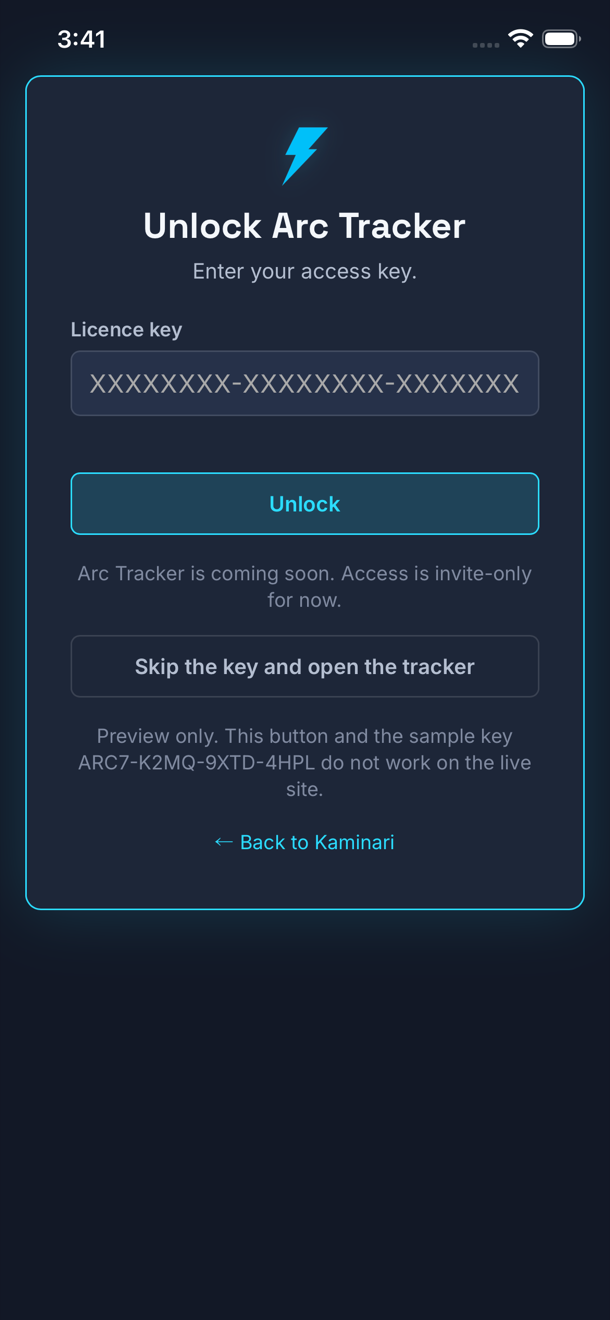 3:41
Unlock Arc Tracker
Enter your access key.
Licence key
XXXXXXXX-XXXXXXXX-XXXXXXX
Unlock
Arc Tracker is coming soon. Access is invite-only
for now.
Skip the key and open the tracker
Preview only. This button and the sample key
ARC7-K2MQ-9XTD-4HPL do not work on the live
site.
← Back to Kaminari